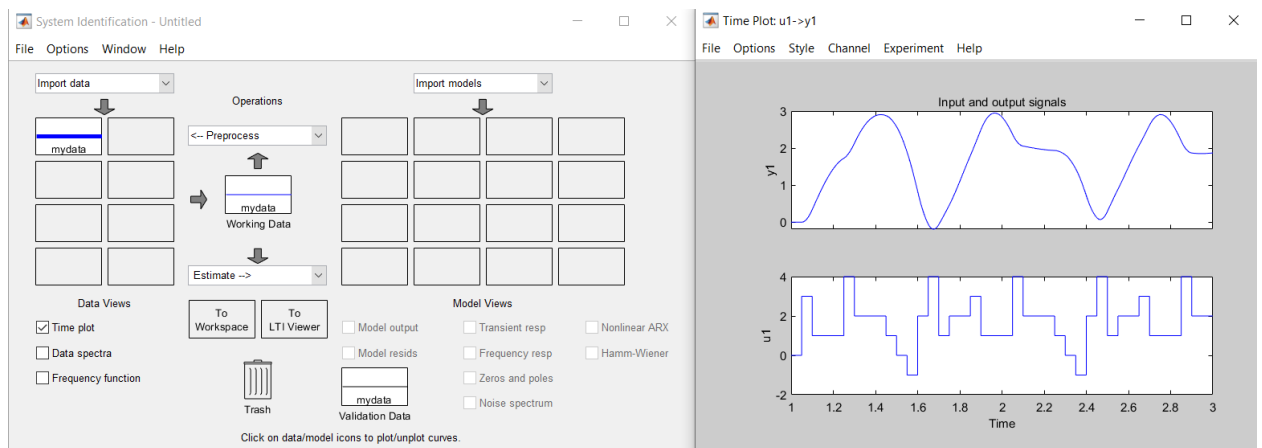 System Identification - Untitled
File Options Window Help
Import data
Import models
Operations
<-- Preprocess
mydata
mydata
Working Data
Estimate -->
Data Views
Time plot
Data spectra
Frequency function
To Workspace
To LTI Viewer
Trash
Model Views
Model output
Transient resp
Nonlinear ARX
Model resids
Frequency resp
Hamm-Wiener
Zeros and poles
Noise spectrum
mydata
Validation Data
Click on data/model icons to plot/unplot curves.
Time Plot: u1->y1
File Options Style Channel Experiment Help
Input and output signals
3
2
1
0
y1
4
2
0
-2
u1
1 1.2 1.4 1.6 1.8 2 2.2 2.4 2.6 2.8 3
Time